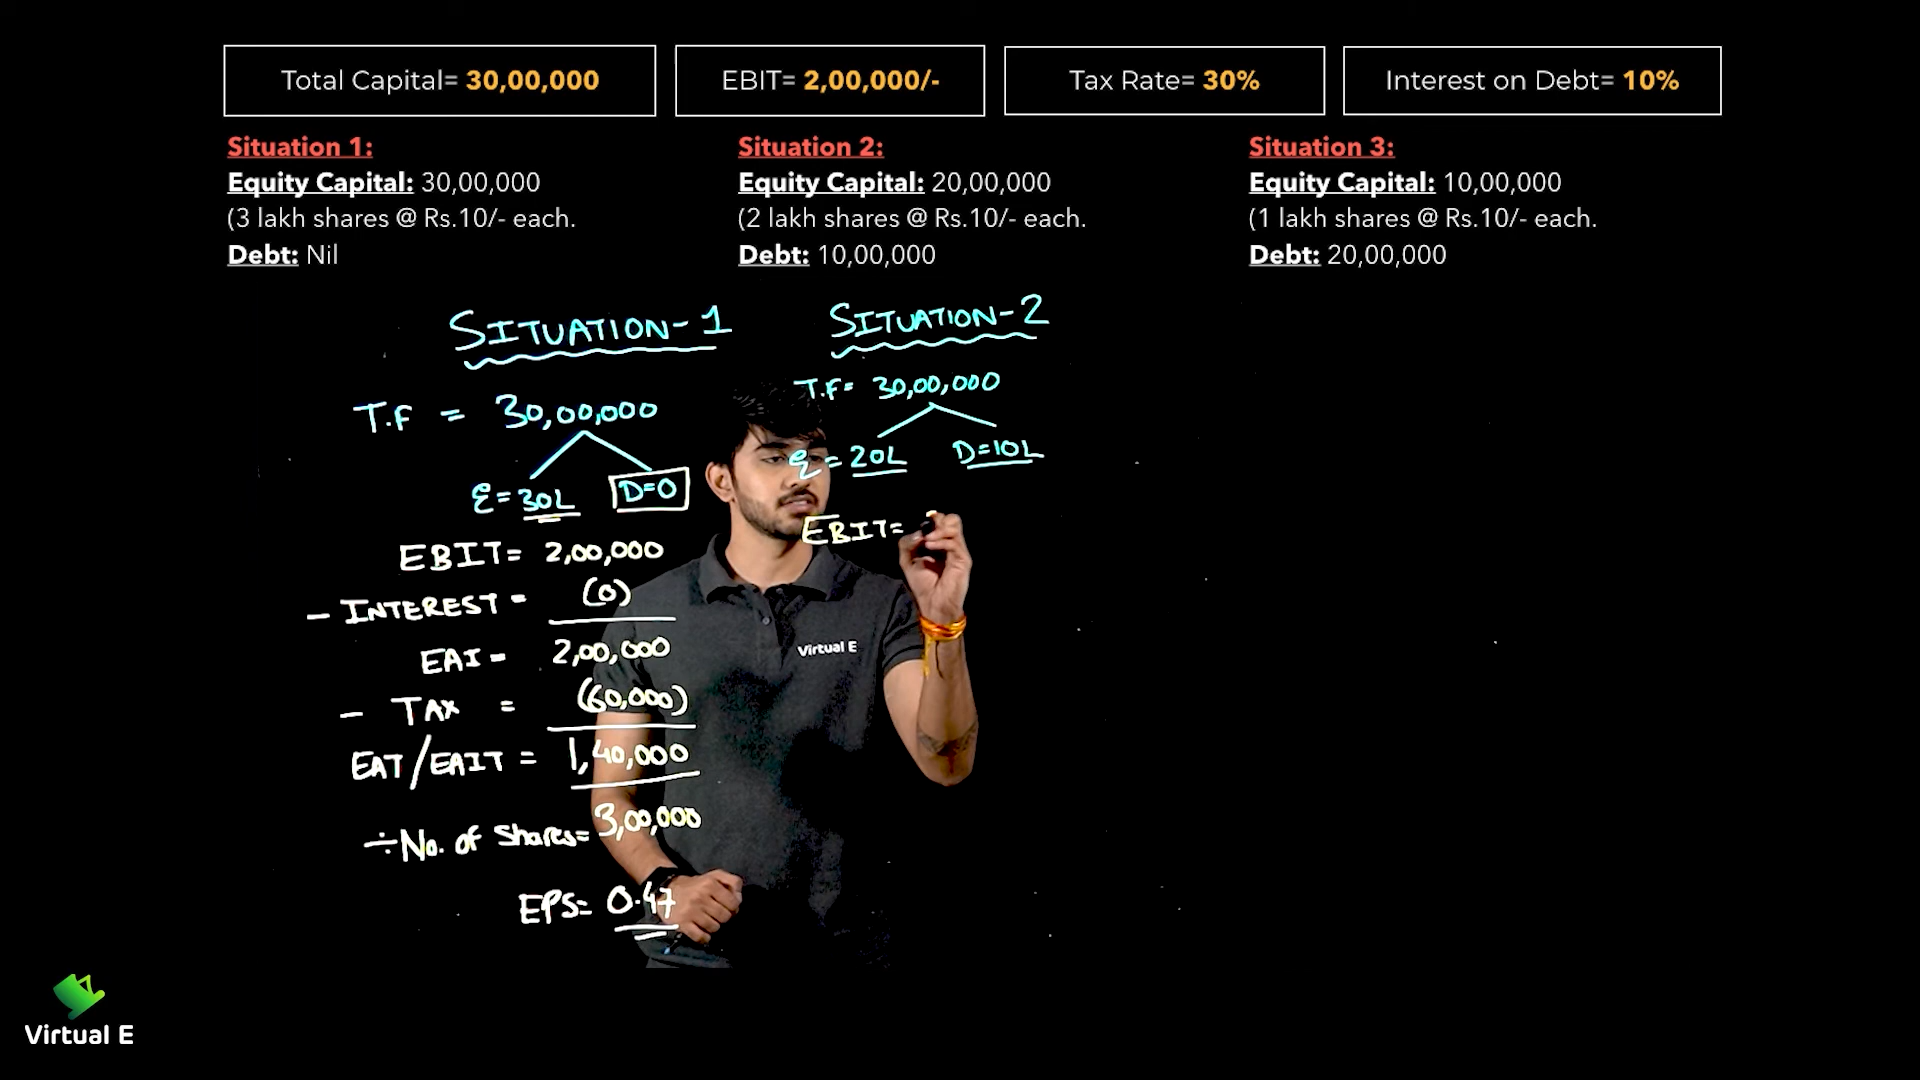 Total Capital= 30,00,000
EBIT= 2,00,000/-
Tax Rate= 30%
Interest on Debt= 10%
Situation 1:
Equity Capital: 30,00,000
(3 lakh shares @ Rs.10/- each.
Debt: Nil
Situation 2:
Equity Capital: 20,00,000
(2 lakh shares @ Rs.10/- each.
Debt: 10,00,000
Situation 3:
Equity Capital: 10,00,000
(1 lakh shares @ Rs.10/- each.
Debt: 20,00,000
SITUATION-1
T.F = 30,00,000
E=30L D=0
EBIT= 2,00,000
- INTEREST = (0)
EAI = 2,00,000
- TAX = (60,000)
EAT/EAIT = 1,40,000
÷No. of Shares= 3,00,000
EPS= 0.47
SITUATION-2
T.F= 30,00,000
E=20L D=10L
EBIT=
Virtual E
Virtual E